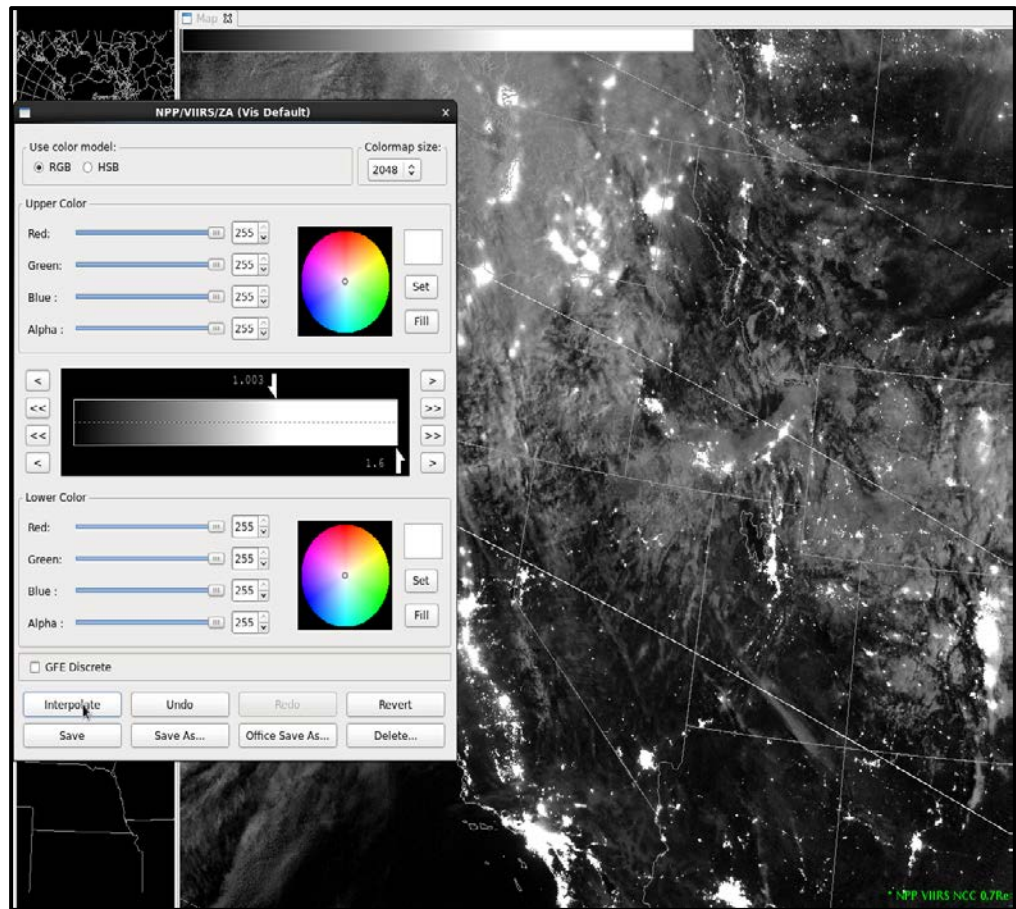 Map
NPP/VIIRS/ZA (Vis Default)
Use color model:
Colormap size:
RGB HSB
2048
Upper Color
Red: 255
Green: 255
Set
Blue : 255
Fill
Alpha : 255
< 1.003 >
<< >>
<< >>
< 1.6 >
Lower Color
Red: 255
Green: 255
Set
Blue : 255
Fill
Alpha : 255
GFE Discrete
Interpolate Undo Redo Revert
Save Save As... Office Save As... Delete...
* NPP VIIRS NCC 0.7Re